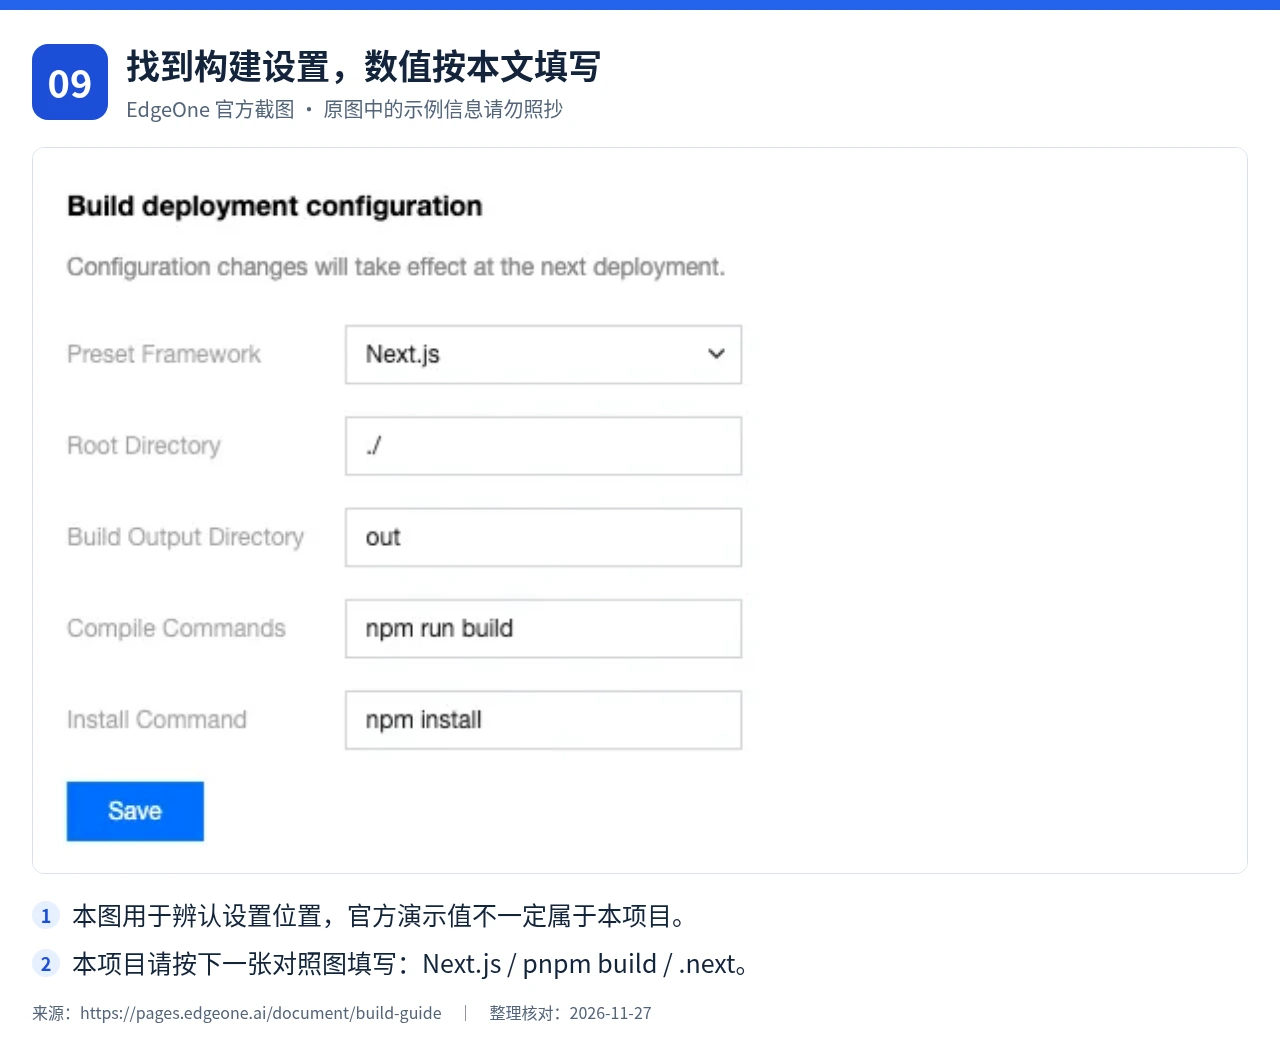 09
找到构建设置，数值按本文填写
EdgeOne 官方截图 · 原图中的示例信息请勿照抄
Build deployment configuration
Configuration changes will take effect at the next deployment.
Preset Framework Next.js
Root Directory ./
Build Output Directory out
Compile Commands npm run build
Install Command npm install
Save
1 本图用于辨认设置位置，官方演示值不一定属于本项目。
2 本项目请按下一张对照图填写：Next.js / pnpm build / .next。
来源：https://pages.edgeone.ai/document/build-guide ｜ 整理核对：2026-11-27